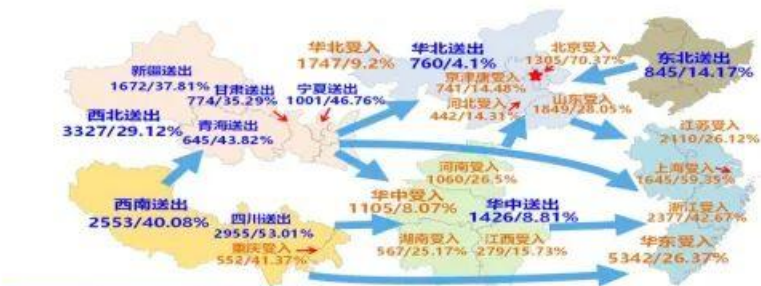 新疆送出
1672/37.81%
甘肃送出
774/35.29%
宁夏送出
1001/46.76%
西北送出
3327/29.12%
青海送出
645/43.82%
西南送出
2553/40.08%
四川送出
2955/53.01%
重庆受入
552/41.37%
华北受入
1747/9.2%
华北送出
760/4.1%
北京受入
1305/70.37%
京津唐受入
741/14.48%
河北受入
442/14.31%
山东受入
1849/28.05%
东北送出
845/14.17%
河南受入
1060/26.5%
华中受入
1105/8.07%
华中送出
1426/8.81%
湖南受入
567/25.17%
江西受入
279/15.73%
江苏受入
2110/26.12%
上海受入
1645/59.35%
浙江受入
2377/42.67%
华东受入
5342/26.37%